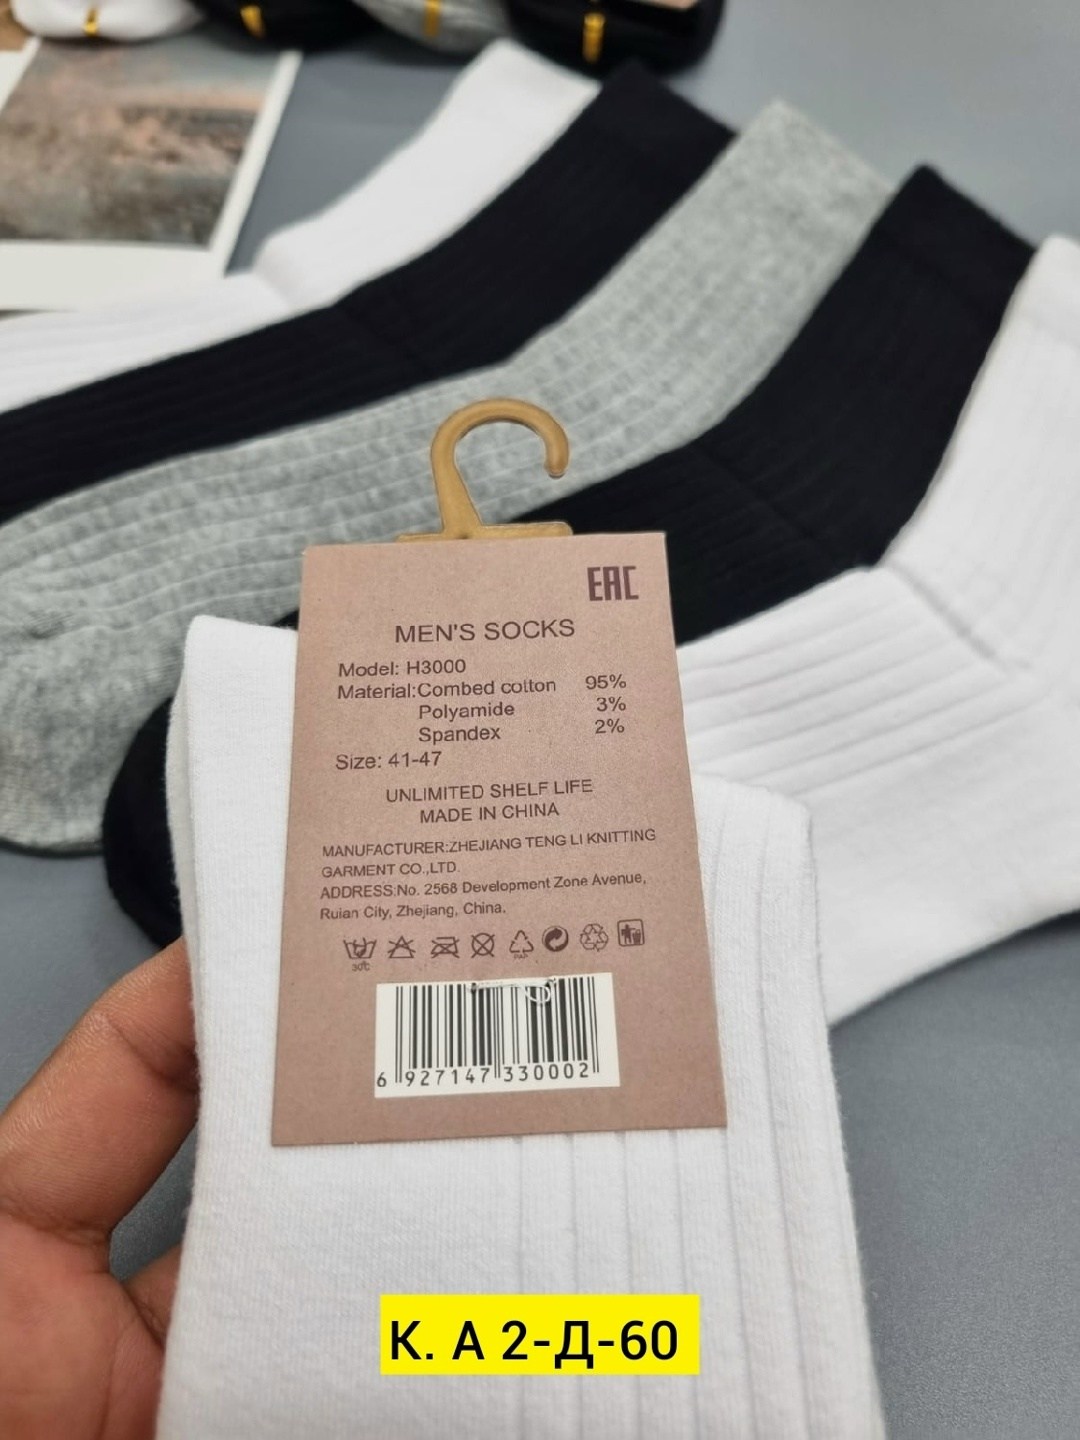 EAC
MEN'S SOCKS
Model: H3000
Material:Combed cotton 95%
Polyamide 3%
Spandex 2%
Size: 41-47
UNLIMITED SHELF LIFE
MADE IN CHINA
MANUFACTURER:ZHEJIANG TENG LI KNITTING
GARMENT CO.,LTD.
ADDRESS:No. 2568 Development Zone Avenue,
Ruian City, Zhejiang, China.
30℃
PAP
6 927147 330002
К. А 2-Д-60